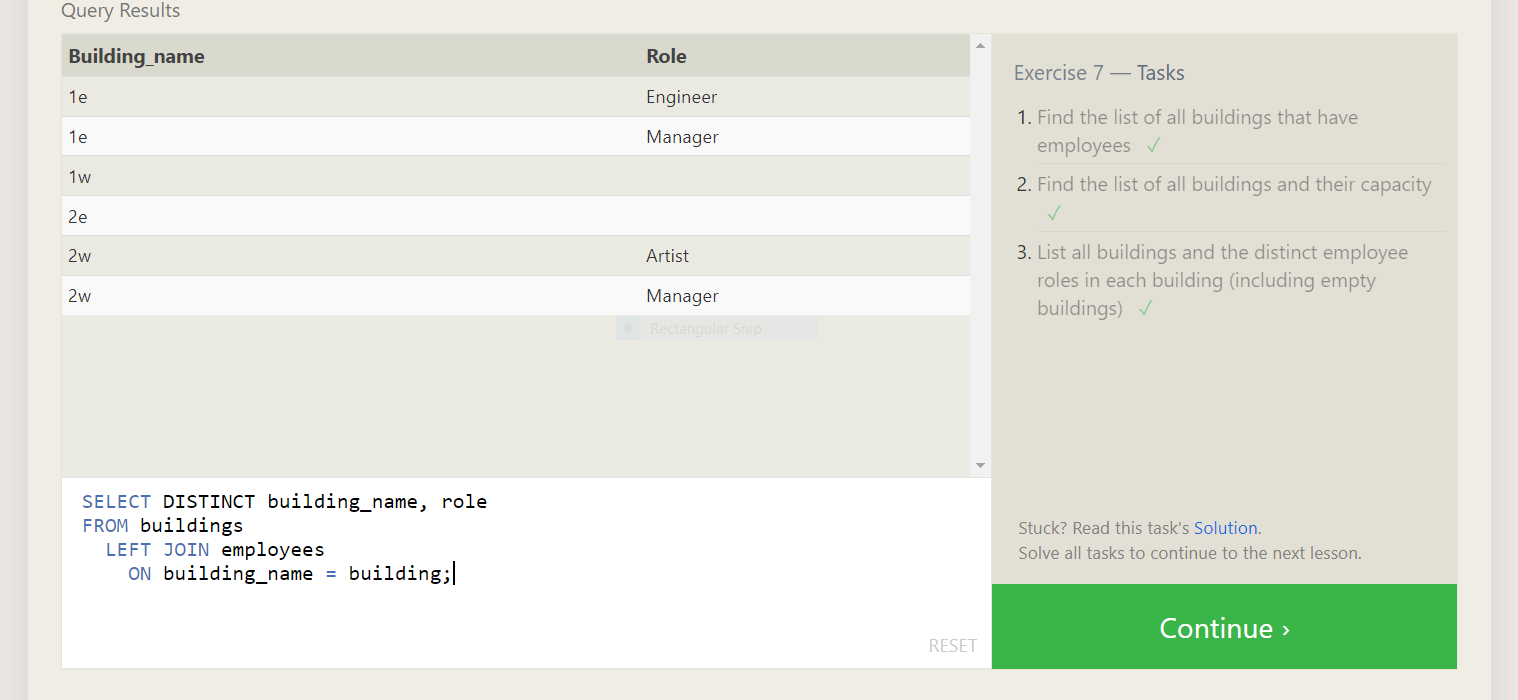 Query Results
Building_name Role
1e Engineer
1e Manager
1w
2e
2w Artist
2w Manager
Rectangular Snip
SELECT DISTINCT building_name, role
FROM buildings
LEFT JOIN employees
ON building_name = building;
RESET
Exercise 7 — Tasks
1. Find the list of all buildings that have
employees ✓
2. Find the list of all buildings and their capacity
✓
3. List all buildings and the distinct employee
roles in each building (including empty
buildings) ✓
Stuck? Read this task's Solution.
Solve all tasks to continue to the next lesson.
Continue ›